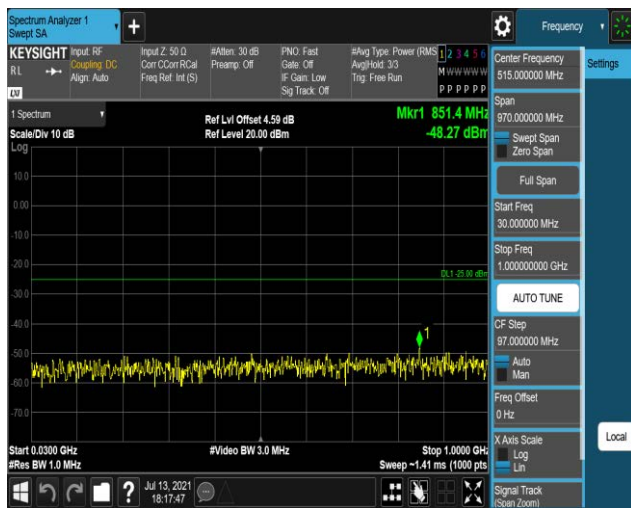 Spectrum Analyzer 1
Swept SA
Frequency
KEYSIGHT
Input: RF
Input Z: 50 Ω
#Atten: 30 dB
PNO: Fast
#Avg Type: Power (RMS
1 2 3 4 5 6
RL
Coupling: DC
Corr CCorr RCal
Preamp: Off
Gate: Off
Avg|Hold: 3/3
M W W W W W
Align: Auto
Freq Ref: Int (S)
IF Gain: Low
Trig: Free Run
Sig Track: Off
P P P P P P
LXI
Center Frequency
515.000000 MHz
Settings
1 Spectrum
Ref Lvl Offset 4.59 dB
Mkr1 851.4 MHz
Scale/Div 10 dB
Ref Level 20.00 dBm
-48.27 dBm
Span
970.000000 MHz
Swept Span
Zero Span
Log
10.0
0.00
-10.0
-20.0
-30.0
-40.0
-50.0
-60.0
-70.0
DL1 -25.00 dBm
1
Full Span
Start Freq
30.000000 MHz
Stop Freq
1.000000000 GHz
AUTO TUNE
CF Step
97.000000 MHz
Auto
Man
Freq Offset
0 Hz
X Axis Scale
Log
Lin
Local
Signal Track
(Span Zoom)
Start 0.0300 GHz
#Video BW 3.0 MHz
Stop 1.0000 GHz
#Res BW 1.0 MHz
Sweep ~1.41 ms (1000 pts
?
Jul 13, 2021
18:17:47